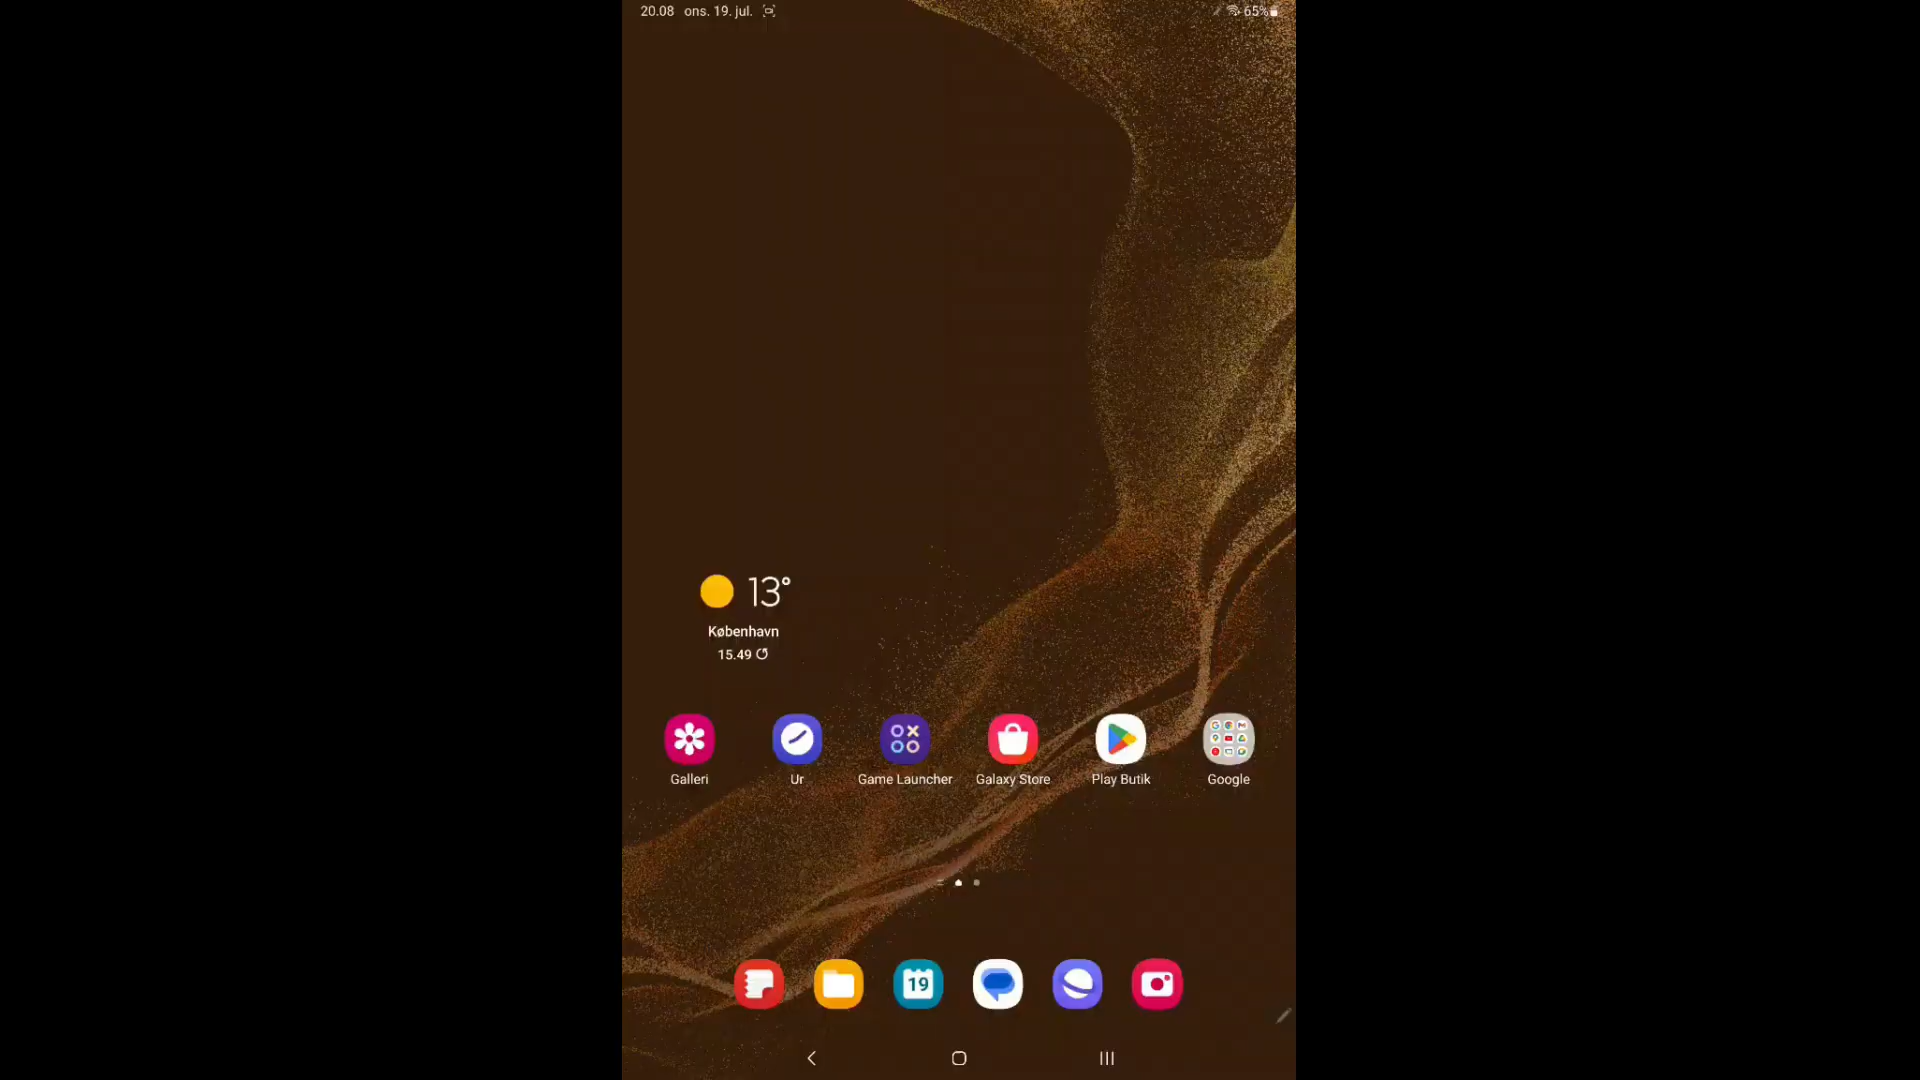 20.08 ons. 19. jul.
65%
13°
København
15.49
Galleri
Ur
Game Launcher
Galaxy Store
Play Butik
Google
19